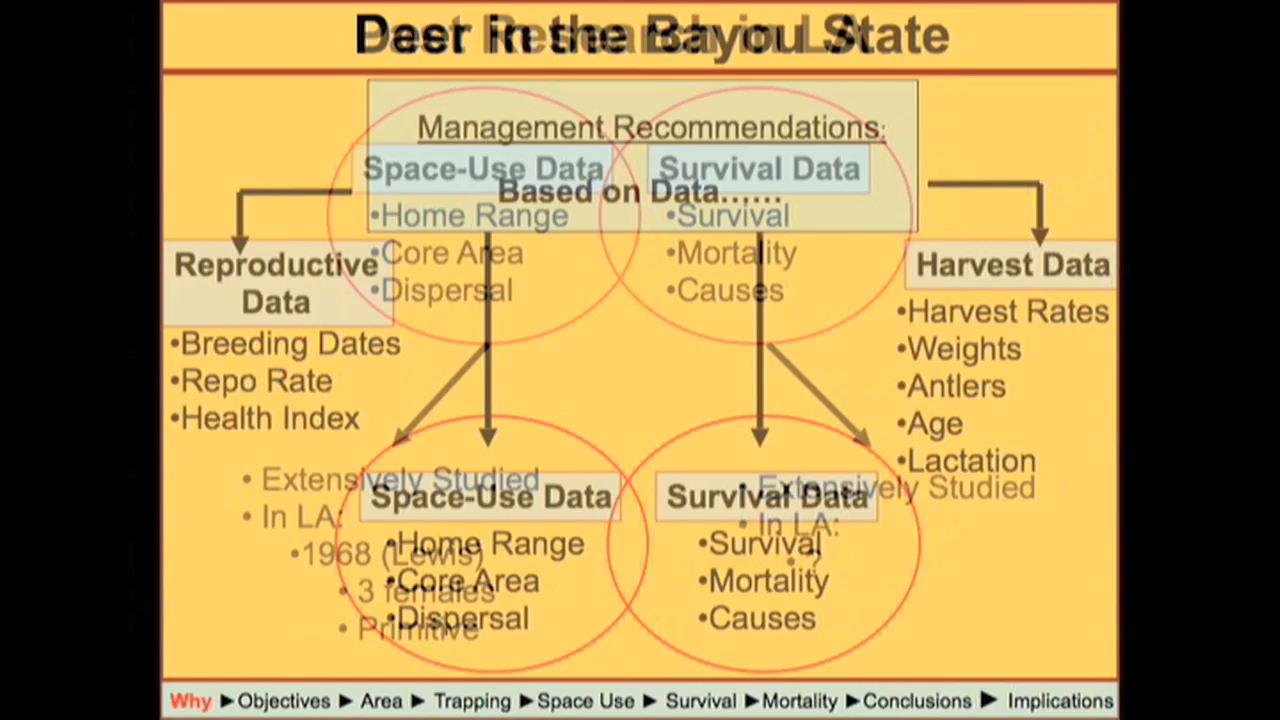 Deer in the Bayou State
Research in LA
Management Recommendations:
Based on Data......
Space-Use Data
•Home Range
•Core Area
•Dispersal
Survival Data
•Survival
•Mortality
•Causes
Reproductive
Data
•Breeding Dates
•Repo Rate
•Health Index
Harvest Data
•Harvest Rates
•Weights
•Antlers
•Age
•Lactation
• Extensively Studied
• In LA:
•1968 (Lewis)
• 3 females
• Primitive
• Extensively Studied
• In LA:
• ?
Space-Use Data
•Home Range
•Core Area
•Dispersal
Survival Data
•Survival
•Mortality
•Causes
Why ►Objectives ► Area ► Trapping ►Space Use ► Survival ►Mortality ►Conclusions ► Implications